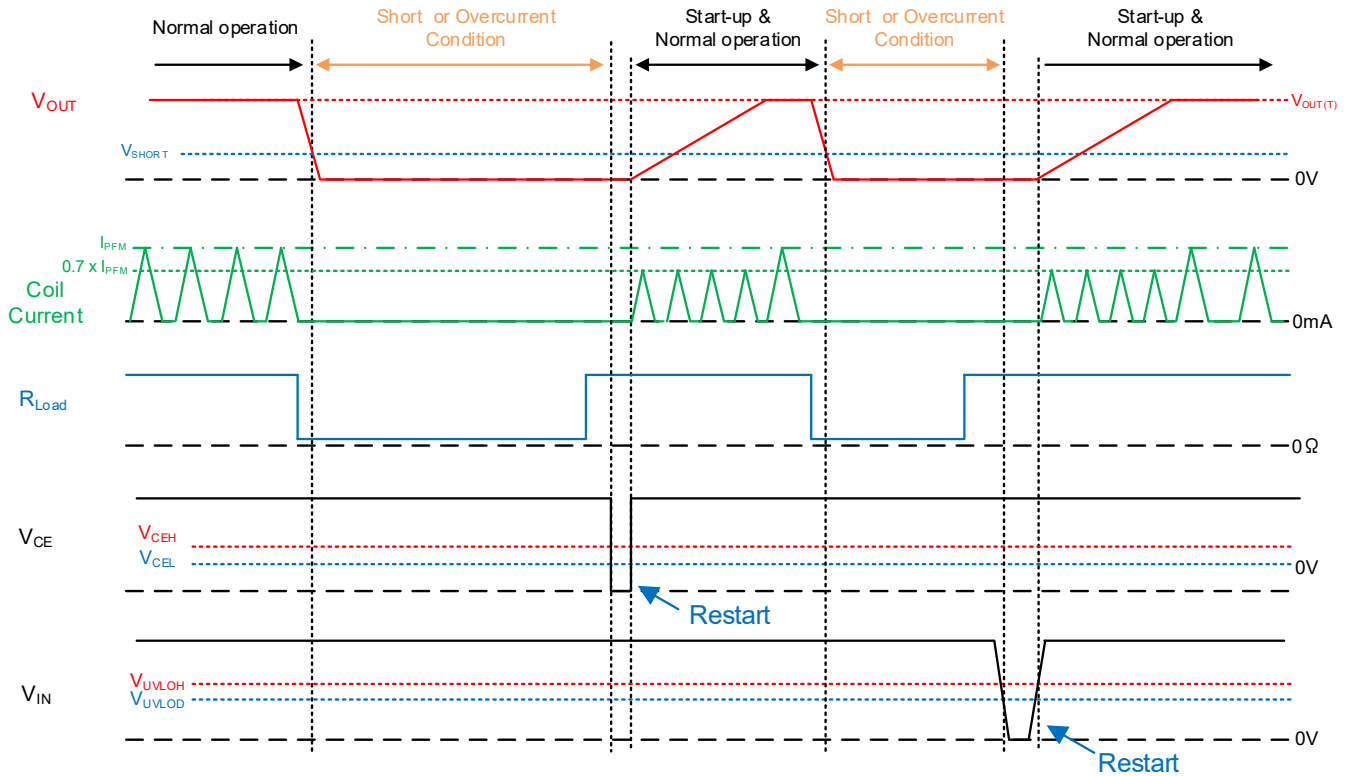 Normal operation
Short or Overcurrent
Condition
Start-up &
Normal operation
Short or Overcurrent
Condition
Start-up &
Normal operation
VOUT
VOUT(T)
VSHORT
0V
IPFM
0.7 x IPFM
Coil
Current
0mA
RLoad
0Ω
VCE
VCEH
VCEL
0V
Restart
VIN
VUVLOH
VUVLOD
0V
Restart